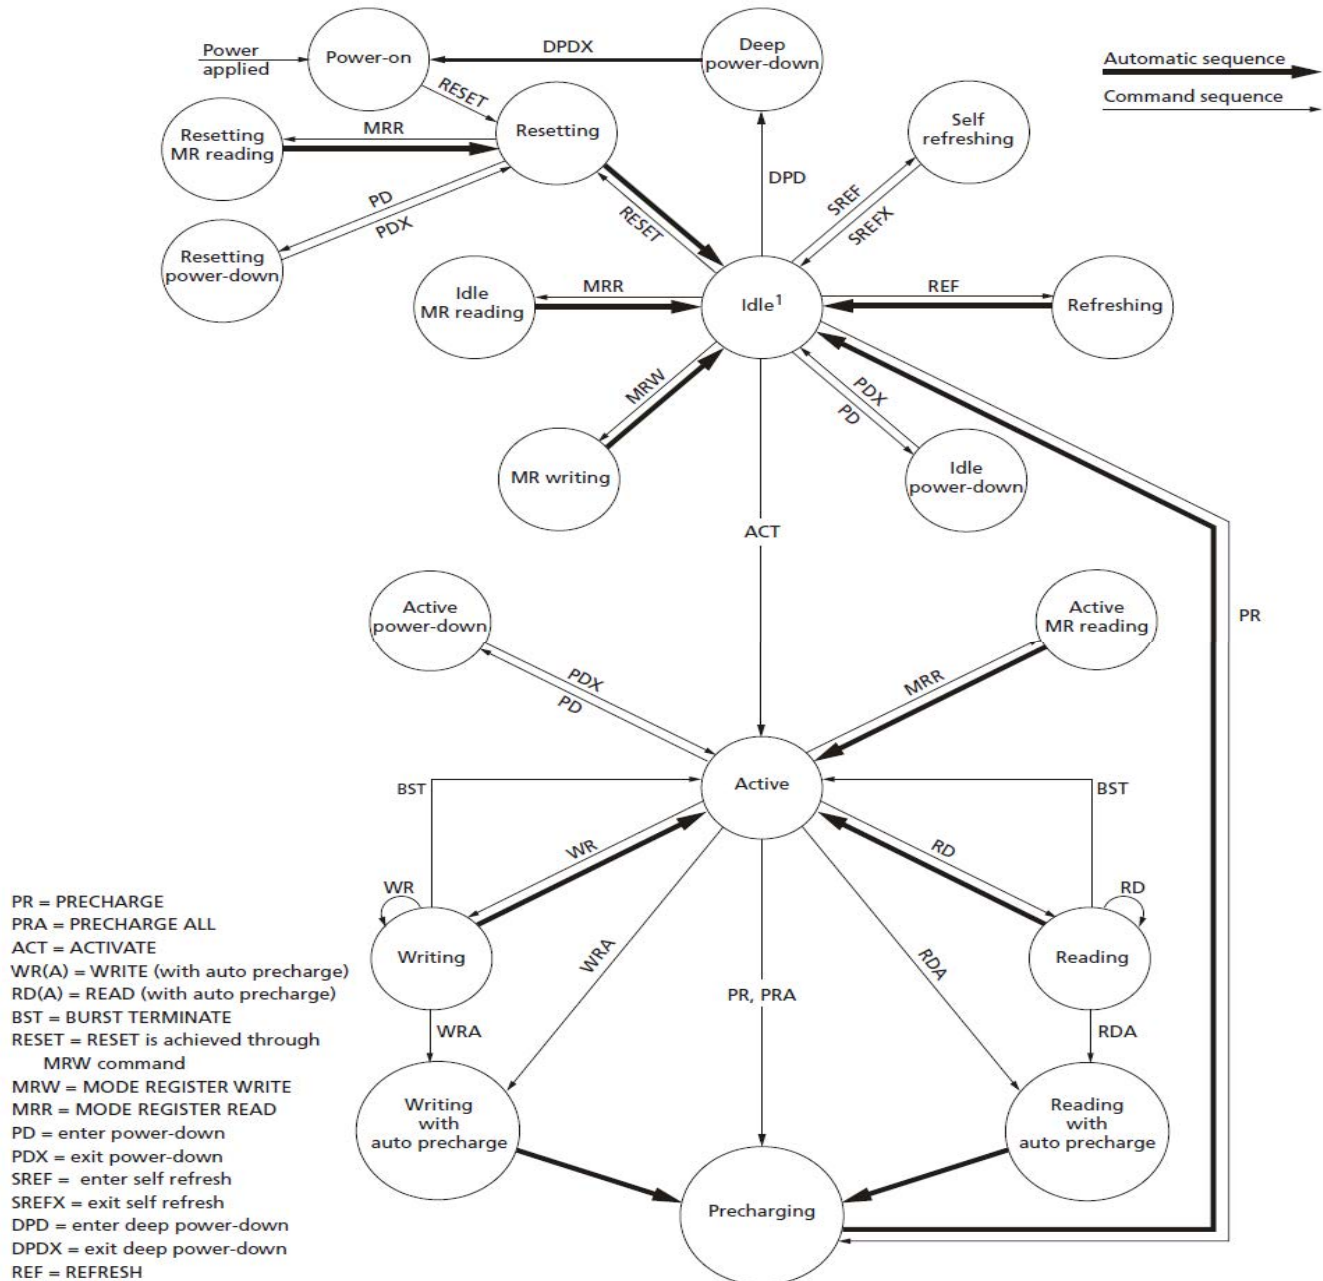 Power
applied
Power-on
DPDX
Deep
power-down
Automatic sequence
Command sequence
RESET
Resetting
MR reading
MRR
Resetting
Self
refreshing
PD
PDX
DPD
SREF
SREFX
RESET
Resetting
power-down
Idle
MR reading
MRR
Idle¹
REF
Refreshing
MRW
PDX
PD
MR writing
Idle
power-down
ACT
Active
power-down
Active
MR reading
PR
PDX
PD
MRR
Active
BST
BST
WR
RD
WR
RD
Writing
Reading
WRA
RDA
PR, PRA
WRA
RDA
Writing
with
auto precharge
Reading
with
auto precharge
Precharging
PR = PRECHARGE
PRA = PRECHARGE ALL
ACT = ACTIVATE
WR(A) = WRITE (with auto precharge)
RD(A) = READ (with auto precharge)
BST = BURST TERMINATE
RESET = RESET is achieved through
MRW command
MRW = MODE REGISTER WRITE
MRR = MODE REGISTER READ
PD = enter power-down
PDX = exit power-down
SREF = enter self refresh
SREFX = exit self refresh
DPD = enter deep power-down
DPDX = exit deep power-down
REF = REFRESH